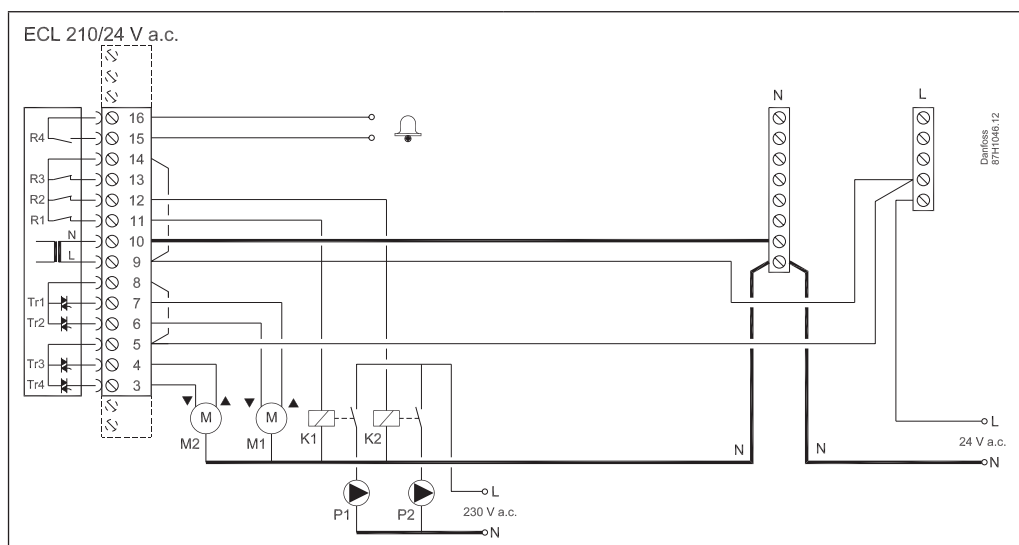 ECL 210/24 V a.c.
N
L
Danfoss
87H1046.12
16
R4
15
14
R3
13
R2
12
R1
11
N
10
L
9
8
Tr1
7
Tr2
6
5
Tr3
4
Tr4
3
M
M
M2
M1
K1
K2
N
N
L
24 V a.c.
N
P1
P2
L
230 V a.c.
N